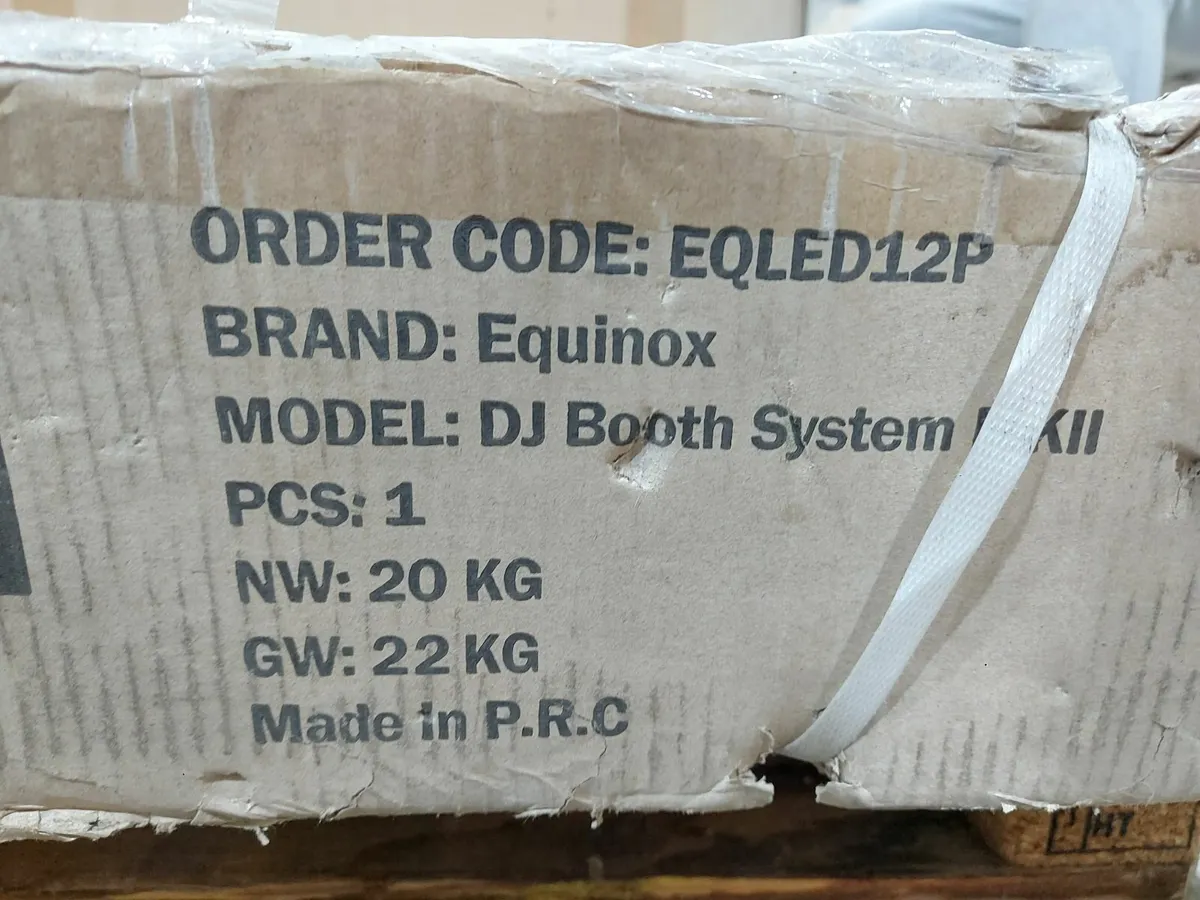 ORDER CODE: EQLED12P
BRAND: Equinox
MODEL: DJ Booth System
PCS: 1
NW: 20 KG
GW: 22 KG
Made in P.R.C
HT